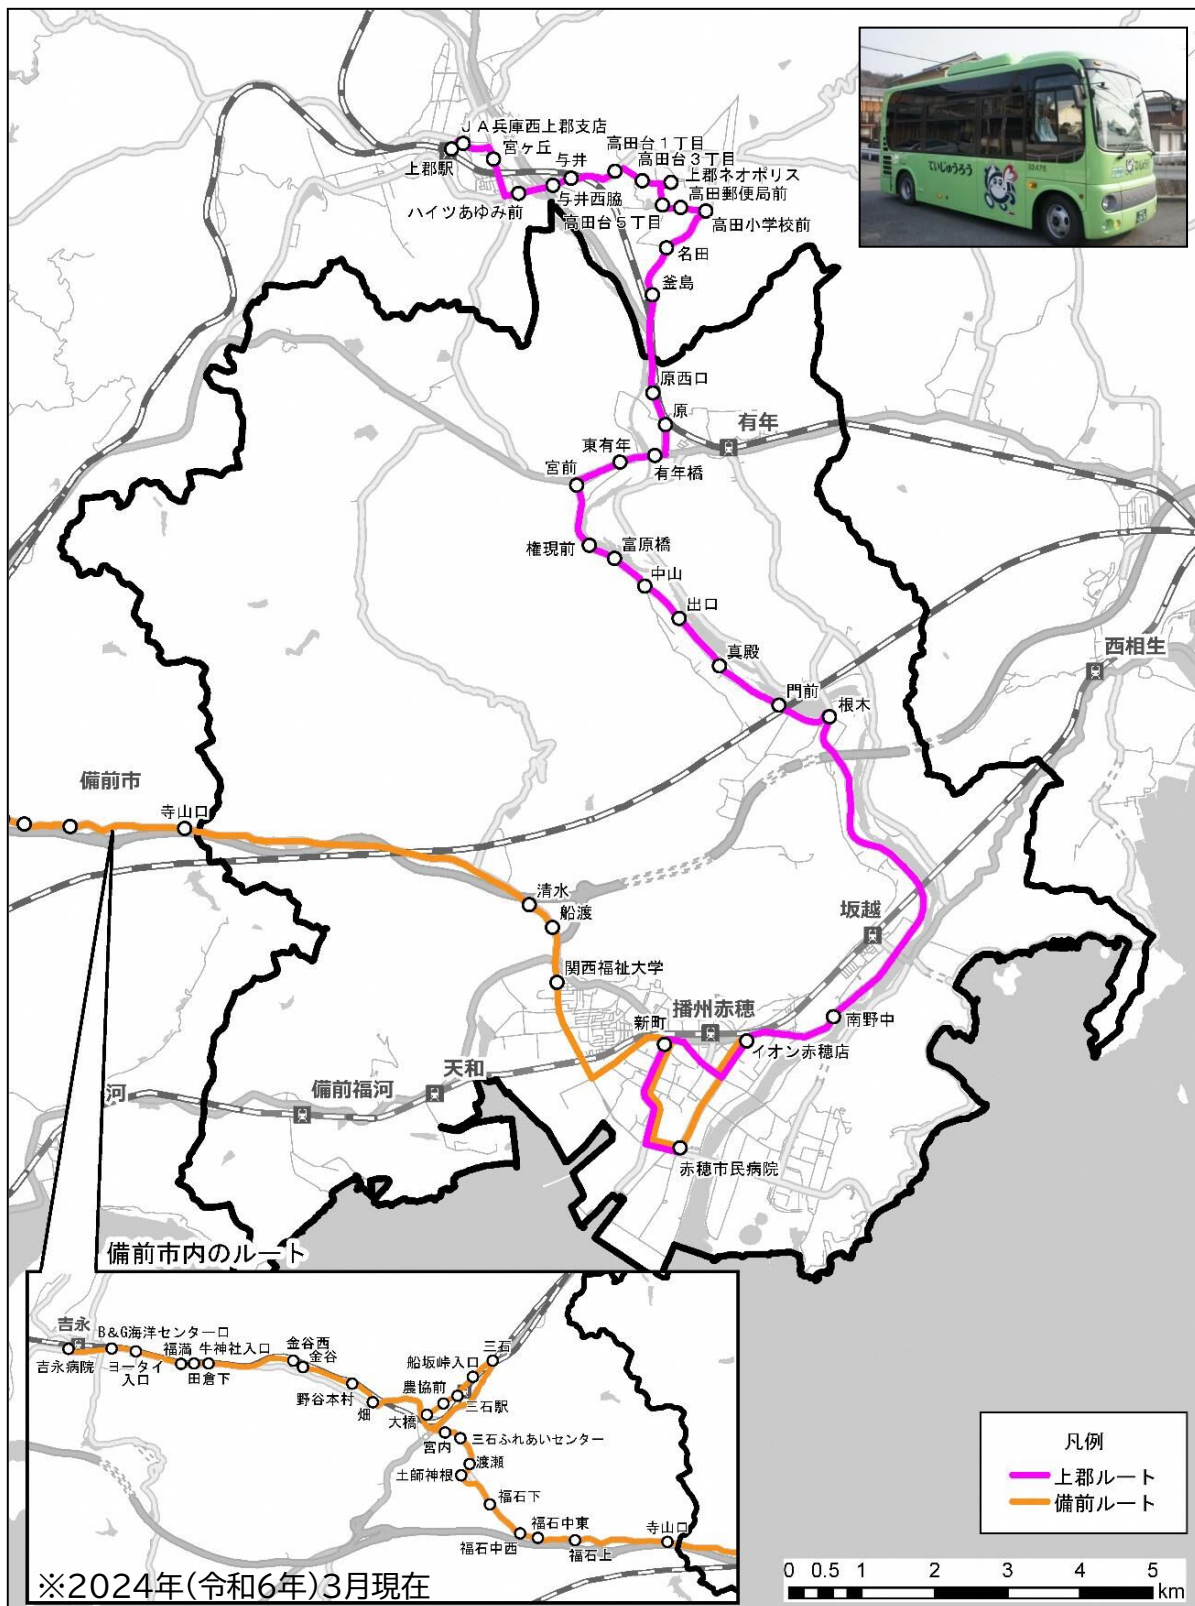 ていじゅうろう
JA兵庫西上郡支店
上郡駅
宮ヶ丘
ハイツあゆみ前
与井
与井西脇
高田台1丁目
高田台3丁目
上郡ネオポリス
高田郵便局前
高田台5丁目
高田小学校前
名田
釜島
原西口
原
有年
東有年
有年橋
宮前
権現前
富原橋
中山
出口
真殿
門前
根木
西相生
備前市
寺山口
清水
船渡
関西福祉大学
坂越
播州赤穂
新町
南野中
イオン赤穂店
天和
備前福河
河
赤穂市民病院
備前市内のルート
吉永
吉永病院
B&G海洋センター口
ヨータイ
入口
福満
牛神社入口
田倉下
金谷西
金谷
野谷本村
畑
三石
船坂峠入口
農協前
三石駅
大橋
宮内
三石ふれあいセンター
渡瀬
土師神根
福石下
福石中東
福石中西
福石上
寺山口
凡例
上郡ルート
備前ルート
※2024年(令和6年)3月現在
0 0.5 1 2 3 4 5
km